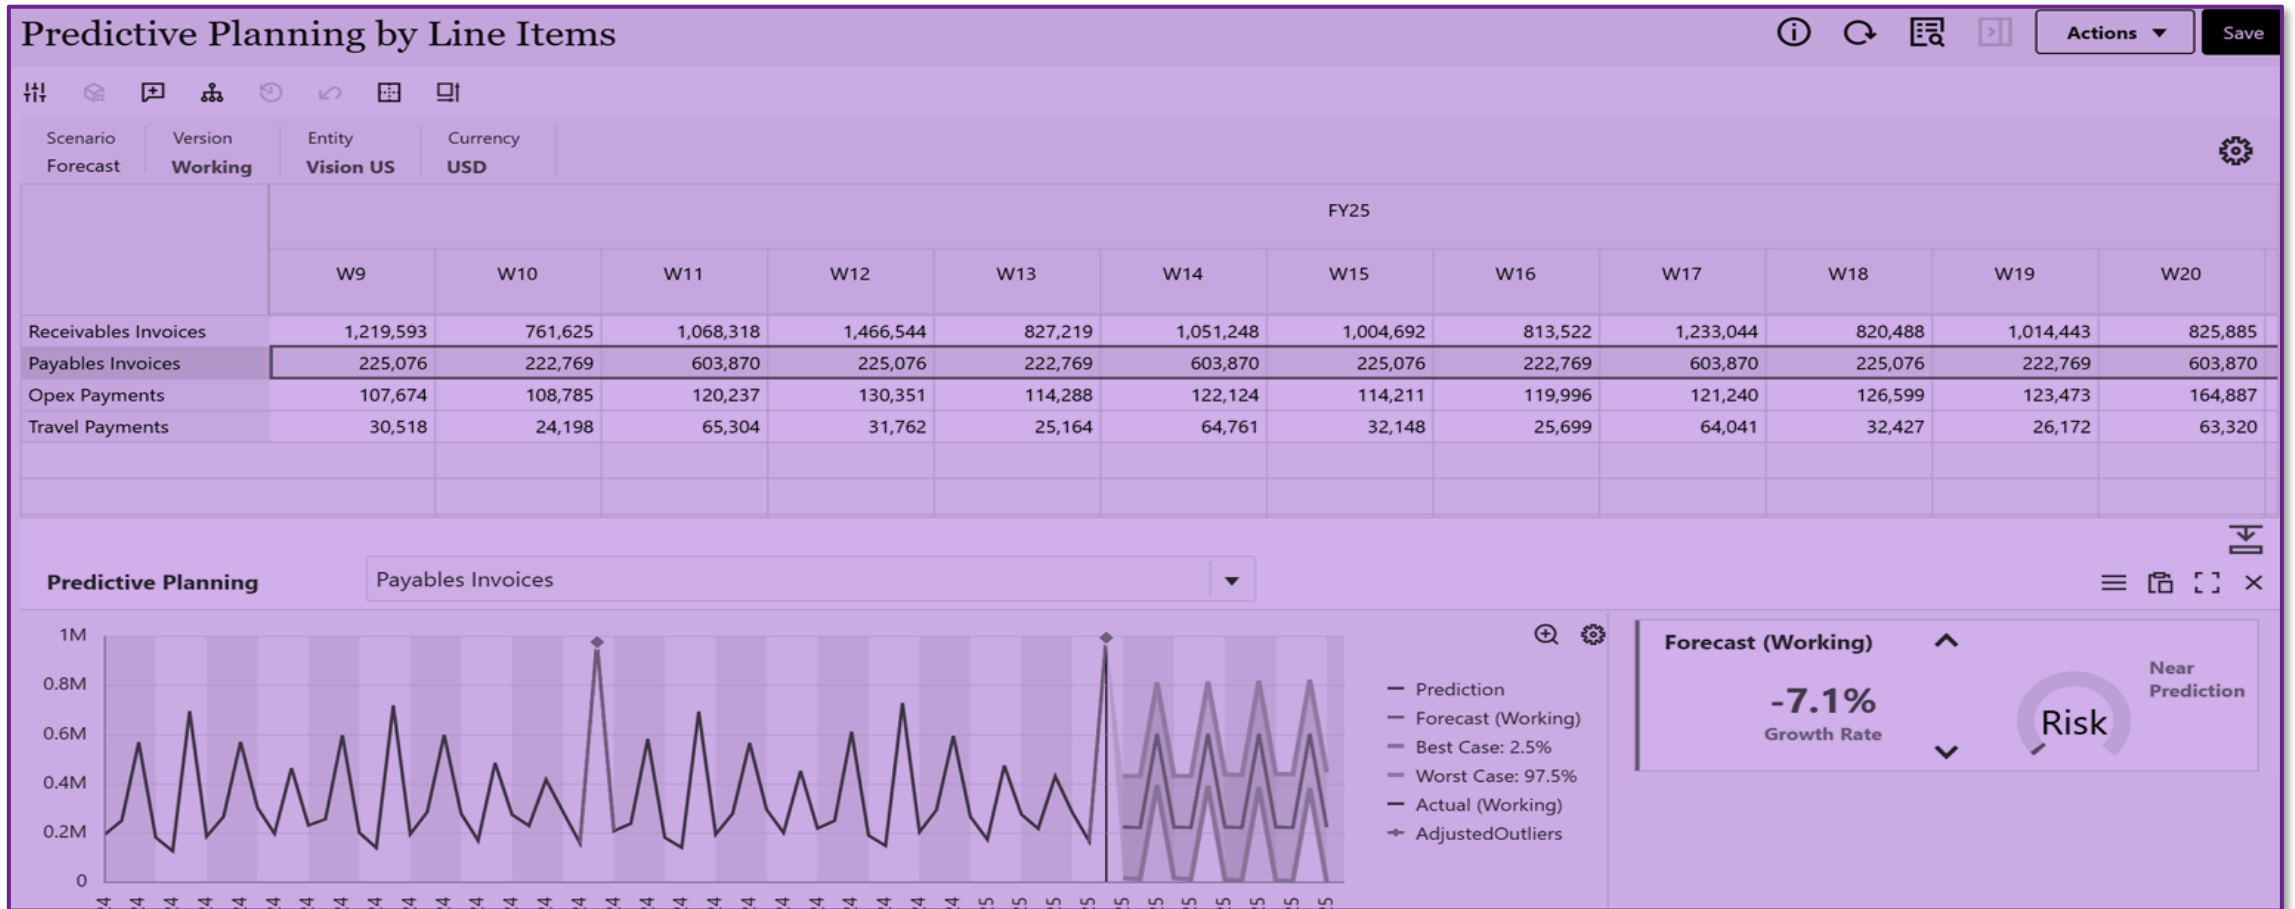 Predictive Planning by Line Items
Actions
Save
Scenario Version Entity Currency
Forecast Working Vision US USD
FY25
W9 W10 W11 W12 W13 W14 W15 W16 W17 W18 W19 W20
Receivables Invoices 1,219,593 761,625 1,068,318 1,466,544 827,219 1,051,248 1,004,692 813,522 1,233,044 820,488 1,014,443 825,885
Payables Invoices 225,076 222,769 603,870 225,076 222,769 603,870 225,076 222,769 603,870 225,076 222,769 603,870
Opex Payments 107,674 108,785 120,237 130,351 114,288 122,124 114,211 119,996 121,240 126,599 123,473 164,887
Travel Payments 30,518 24,198 65,304 31,762 25,164 64,761 32,148 25,699 64,041 32,427 26,172 63,320
Predictive Planning
Payables Invoices
1M
0.8M
0.6M
0.4M
0.2M
0
Prediction
Forecast (Working)
Best Case: 2.5%
Worst Case: 97.5%
Actual (Working)
AdjustedOutliers
Forecast (Working)
-7.1%
Growth Rate
Risk
Near
Prediction